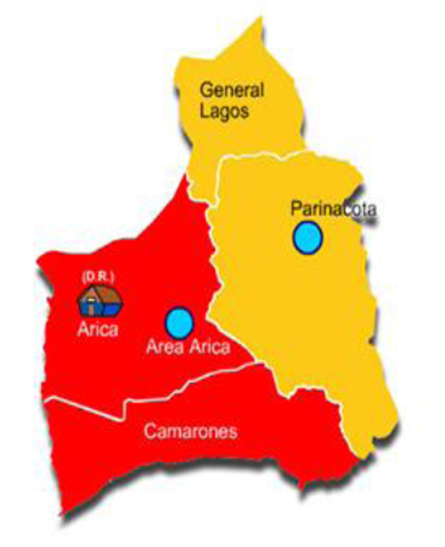 General
Lagos
Parinacota
(D.R.)
Arica
Area Arica
Camarones